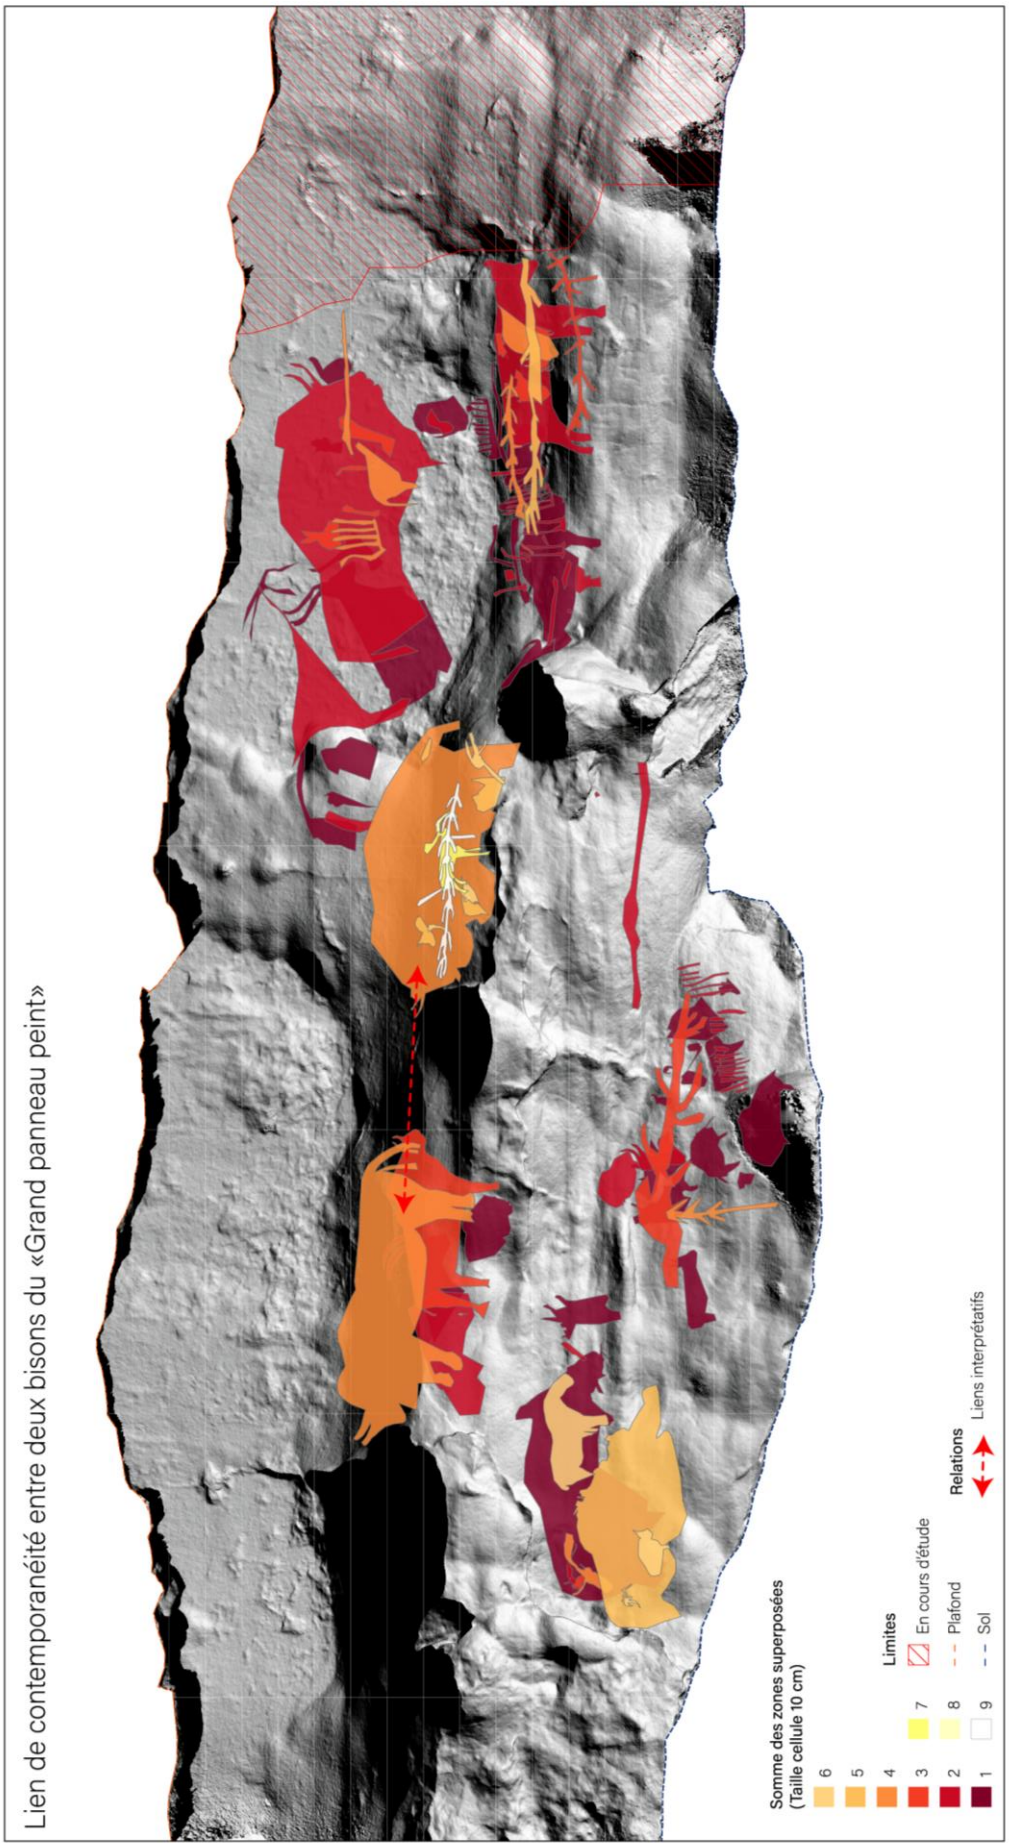 Lien de contemporanéité entre deux bisons du «Grand panneau peint»
Somme des zones superposées
(Taille cellule 10 cm)
6
5
4
3
2
1
7
8
9
Limites
En cours d'étude
Plafond
Sol
Relations
Liens interprétatifs